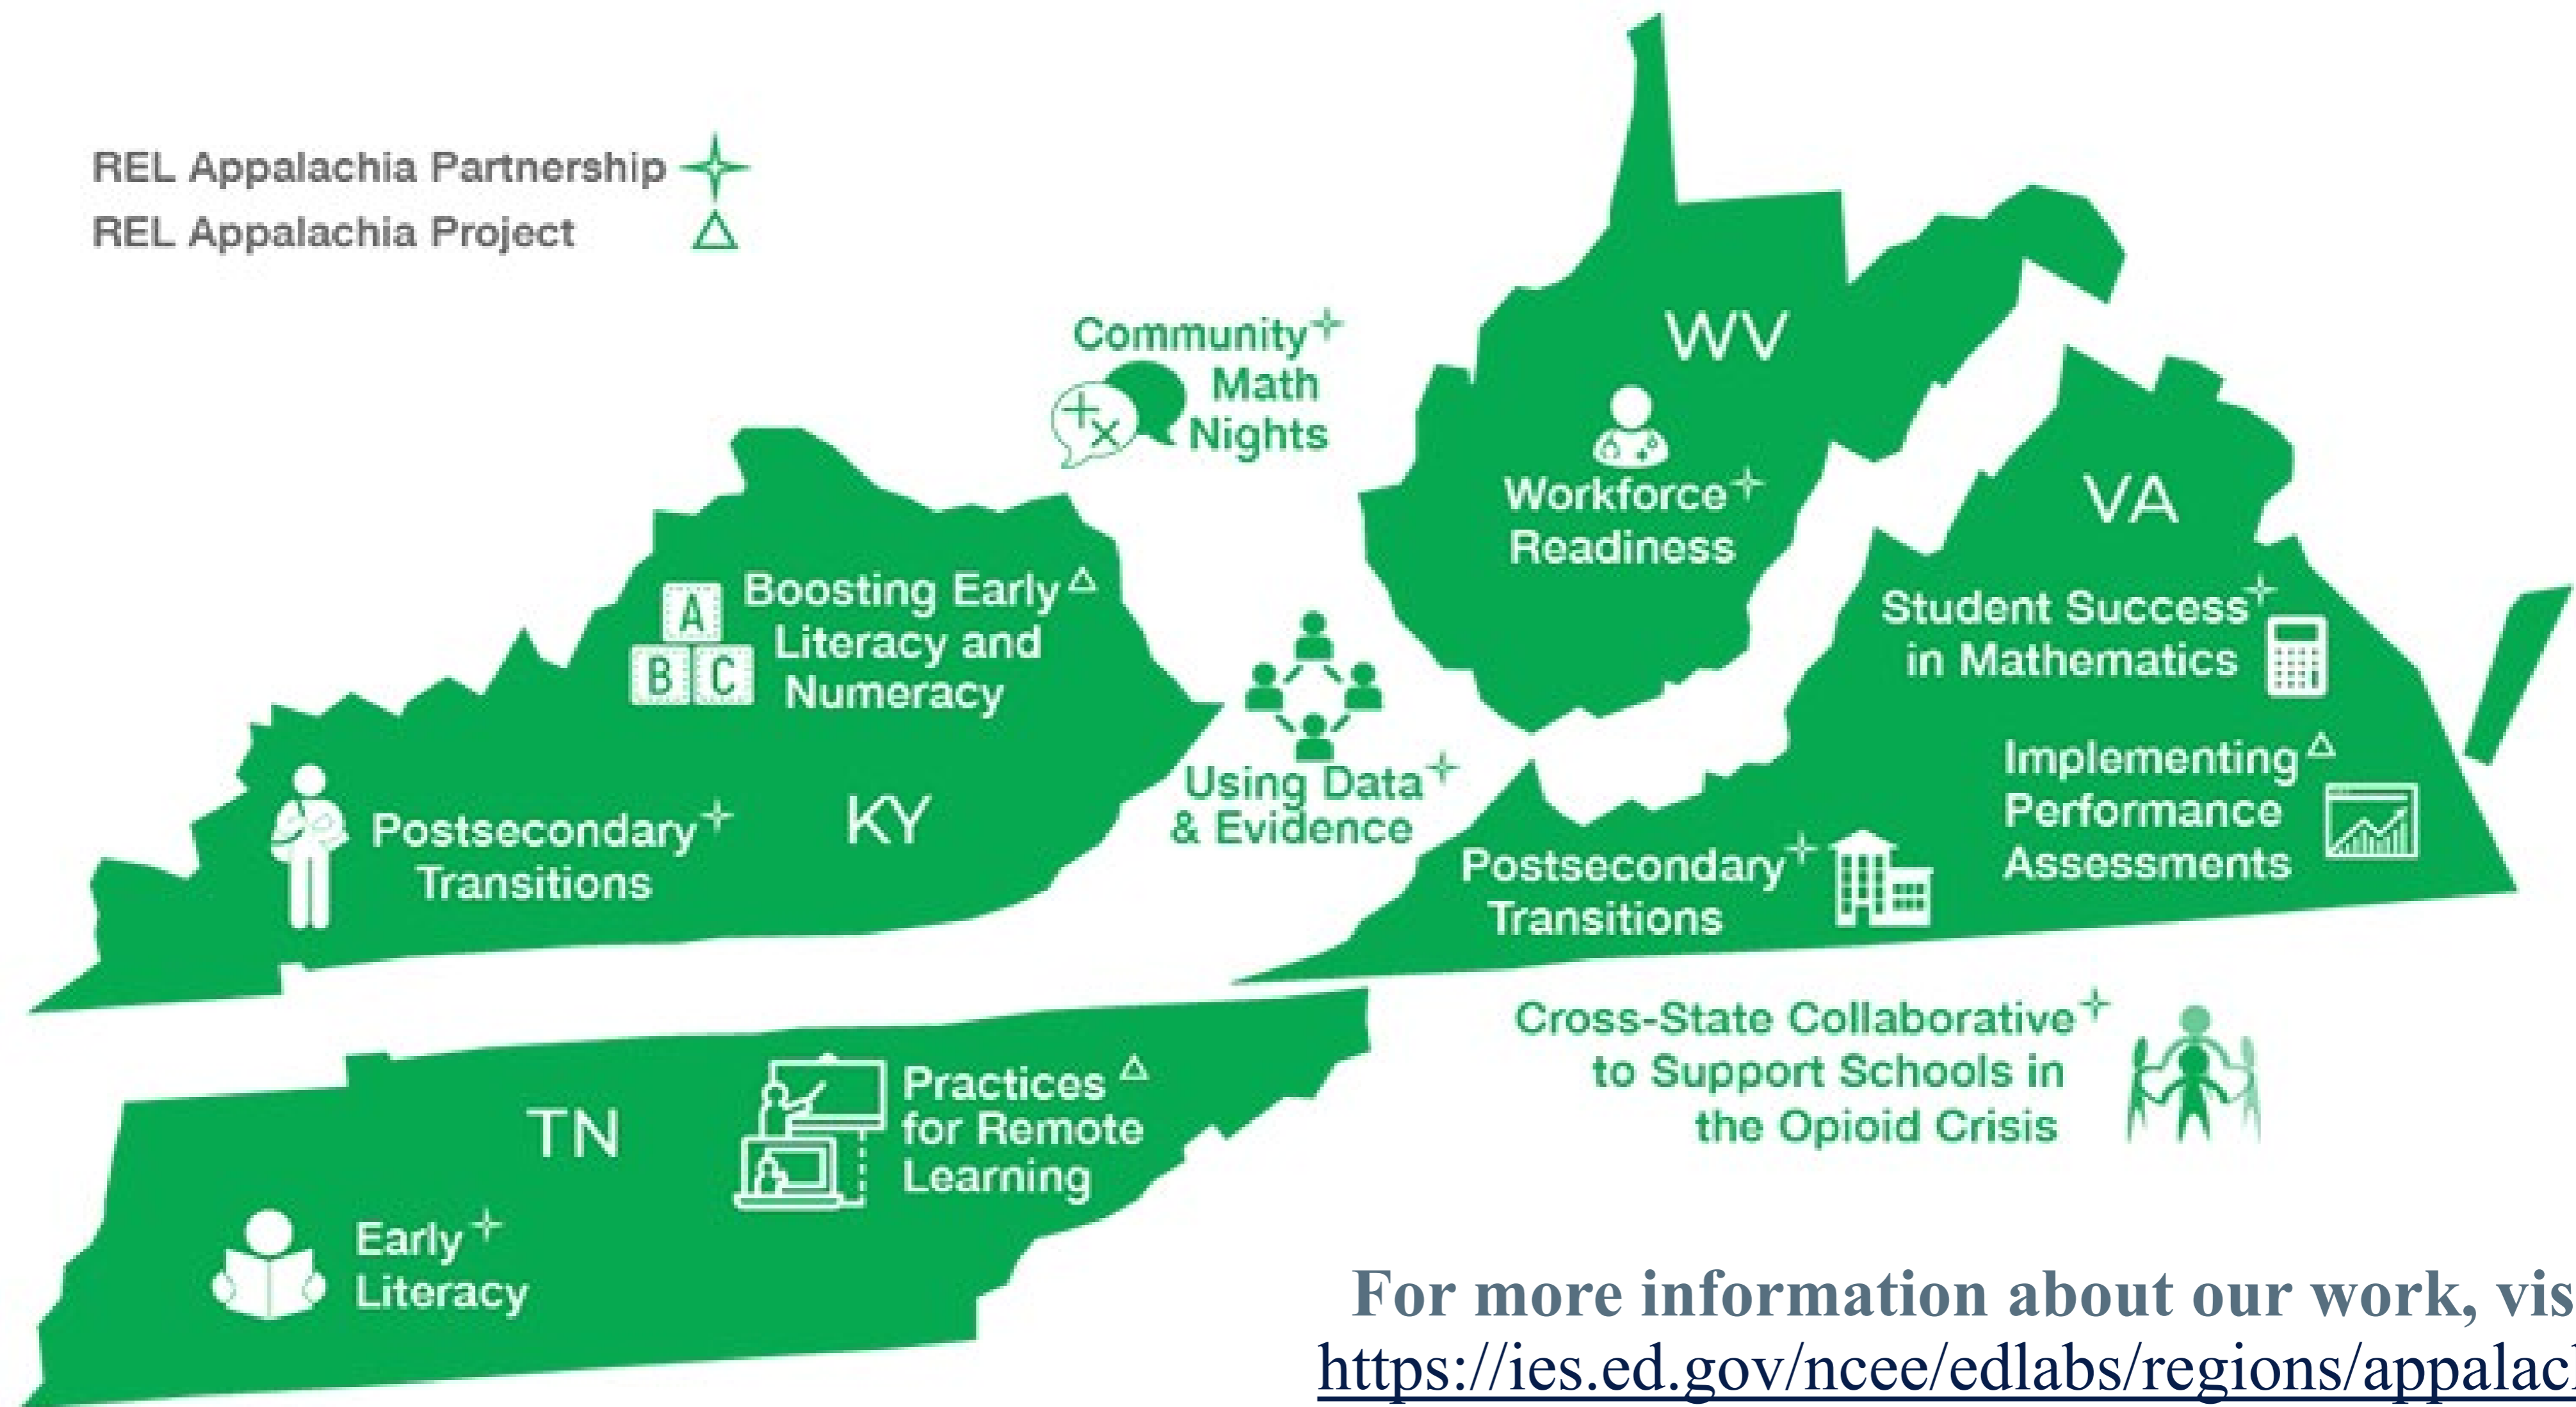 REL Appalachia Partnership
REL Appalachia Project
Community
Math
Nights
WV
Workforce
Readiness
VA
Student Success
in Mathematics
Implementing
Performance
Assessments
Postsecondary
Transitions
A
B C
Boosting Early
Literacy and
Numeracy
Postsecondary
Transitions
KY
Using Data
& Evidence
TN
Practices
for Remote
Learning
Early
Literacy
Cross-State Collaborative
to Support Schools in
the Opioid Crisis
For more information about our work, vis
https://ies.ed.gov/ncee/edlabs/regions/appalac